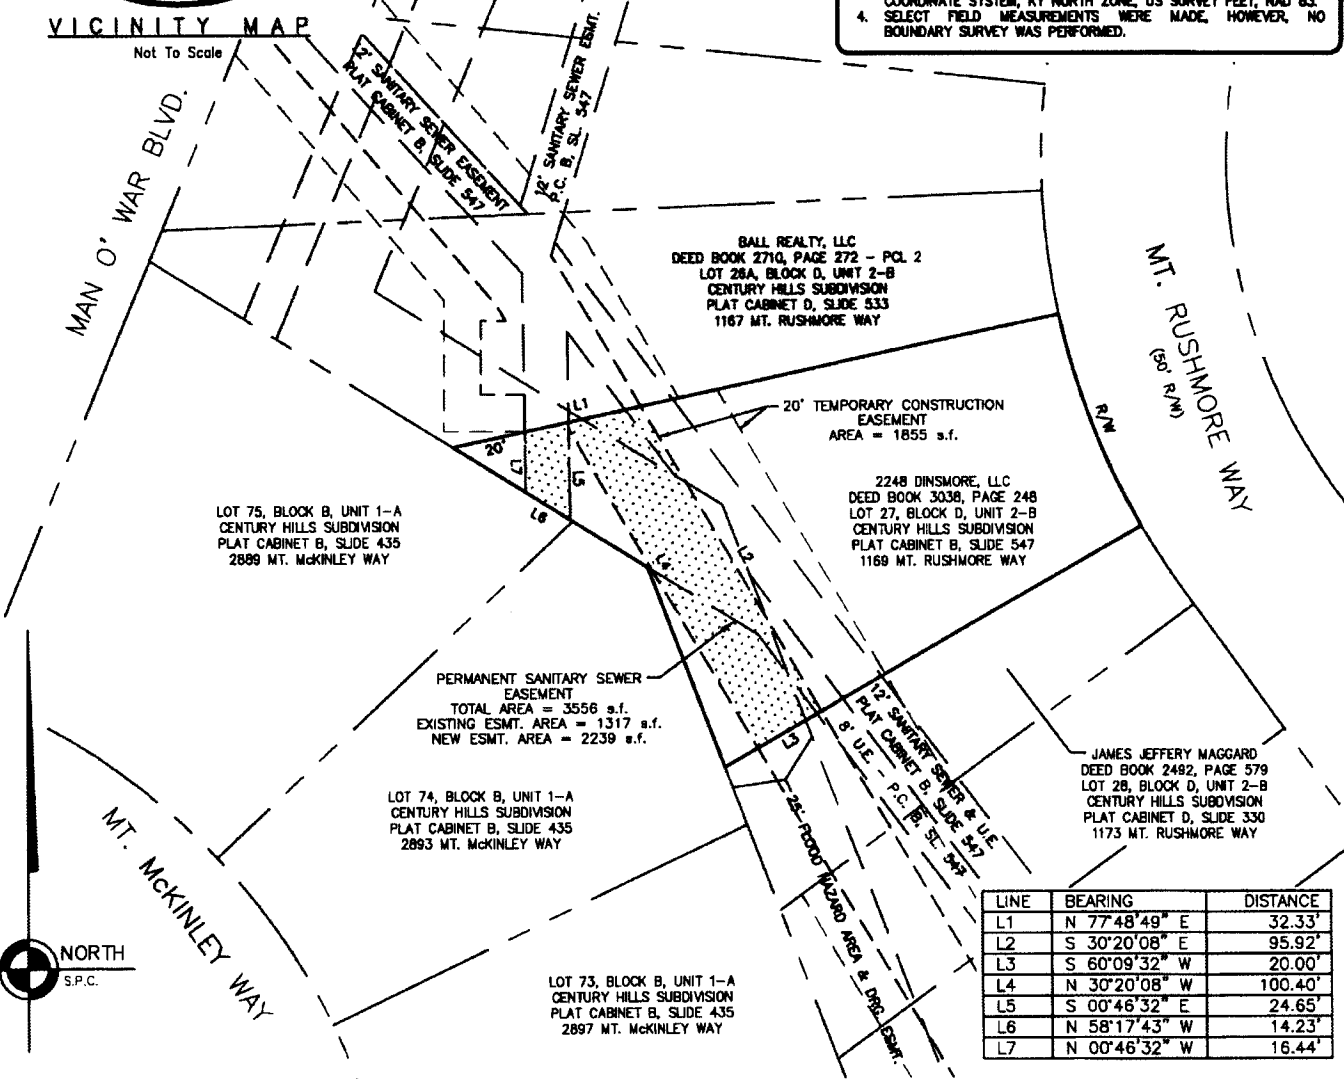 VICINITY MAP
Not To Scale
COORDINATE SYSTEM, KY NORTH ZONE, US SURVEY FEET, NAD 83.
4. SELECT FIELD MEASUREMENTS WERE MADE, HOWEVER, NO
BOUNDARY SURVEY WAS PERFORMED.
MAN O' WAR BLVD.
12' SANITARY SEWER EASEMENT
PLAT CABINET B, SLIDE 547
12' SANITARY SEWER ESMT.
P.C. B, SL. 547
BALL REALTY, LLC
DEED BOOK 2710, PAGE 272 - PCL 2
LOT 26A, BLOCK D, UNIT 2-B
CENTURY HILLS SUBDIVISION
PLAT CABINET D, SLIDE 533
1167 MT. RUSHMORE WAY
MT. RUSHMORE WAY
(50' R/W)
R/W
20' TEMPORARY CONSTRUCTION
EASEMENT
AREA = 1855 s.f.
L1
20'
L7
L5
L6
L4
L2
L3
2248 DINSMORE, LLC
DEED BOOK 3038, PAGE 248
LOT 27, BLOCK D, UNIT 2-B
CENTURY HILLS SUBDIVISION
PLAT CABINET B, SLIDE 547
1169 MT. RUSHMORE WAY
LOT 75, BLOCK B, UNIT 1-A
CENTURY HILLS SUBDIVISION
PLAT CABINET B, SLIDE 435
2889 MT. McKINLEY WAY
PERMANENT SANITARY SEWER
EASEMENT
TOTAL AREA = 3556 s.f.
EXISTING ESMT. AREA = 1317 s.f.
NEW ESMT. AREA = 2239 s.f.
12' SANITARY SEWER & U.E.
PLAT CABINET B, SLIDE 547
8' U.E. - P.C. B, SL. 547
25' FLOOD HAZARD AREA & DRG. ESMT.
JAMES JEFFERY MAGGARD
DEED BOOK 2492, PAGE 579
LOT 28, BLOCK D, UNIT 2-B
CENTURY HILLS SUBDIVISION
PLAT CABINET D, SLIDE 330
1173 MT. RUSHMORE WAY
LOT 74, BLOCK B, UNIT 1-A
CENTURY HILLS SUBDIVISION
PLAT CABINET B, SLIDE 435
2893 MT. McKINLEY WAY
MT. McKINLEY WAY
NORTH
S.P.C.
LOT 73, BLOCK B, UNIT 1-A
CENTURY HILLS SUBDIVISION
PLAT CABINET B, SLIDE 435
2897 MT. McKINLEY WAY
LINE BEARING DISTANCE
L1 N 77°48'49" E 32.33'
L2 S 30°20'08" E 95.92'
L3 S 60°09'32" W 20.00'
L4 N 30°20'08" W 100.40'
L5 S 00°46'32" E 24.65'
L6 N 58°17'43" W 14.23'
L7 N 00°46'32" W 16.44'